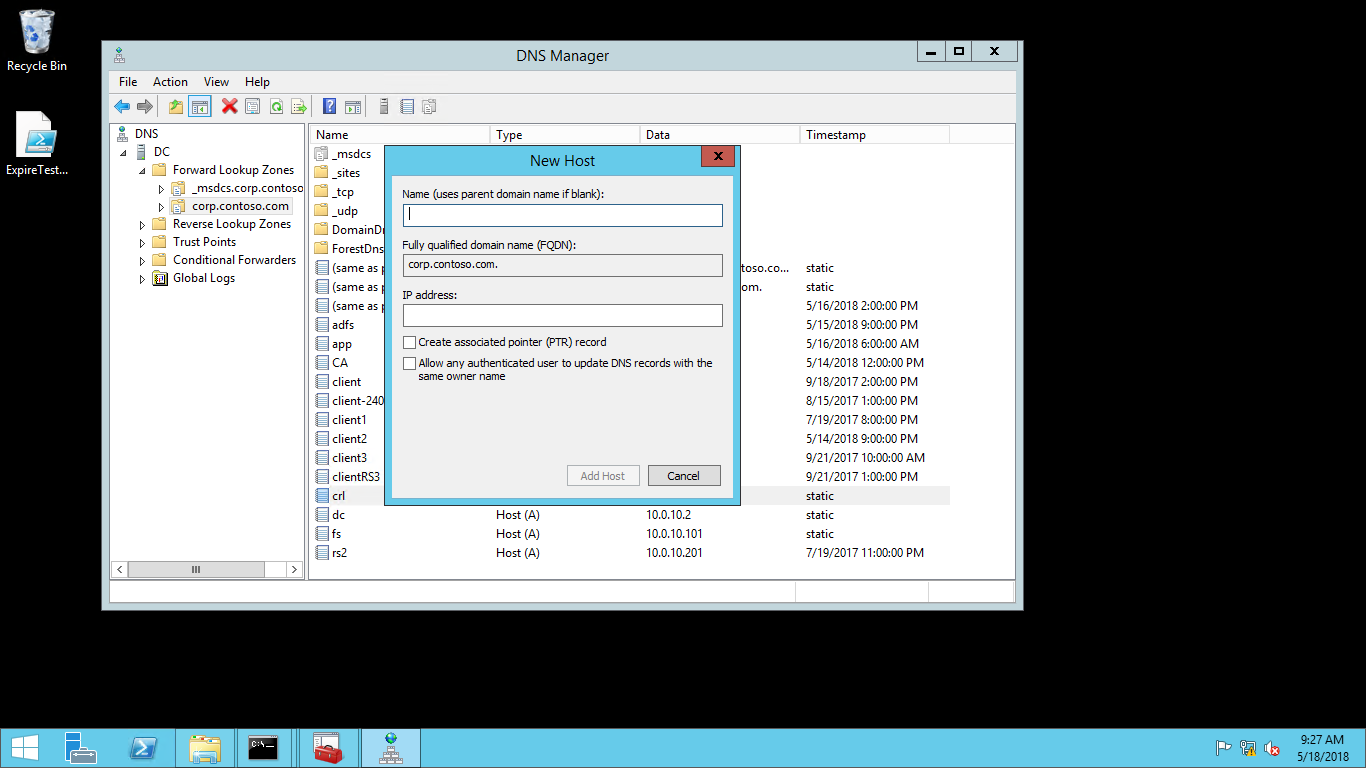 Recycle Bin
ExpireTest...
DNS Manager
File Action View Help
DNS
DC
Forward Lookup Zones
_msdcs.corp.contoso
corp.contoso.com
Reverse Lookup Zones
Trust Points
Conditional Forwarders
Global Logs
Name Type Data Timestamp
_msdcs
_sites
_tcp
_udp
DomainDn
ForestDns
(same as p toso.co... static
(same as p om. static
(same as p 5/16/2018 2:00:00 PM
adfs 5/15/2018 9:00:00 PM
app 5/16/2018 6:00:00 AM
CA 5/14/2018 12:00:00 PM
client 9/18/2017 2:00:00 PM
client-240 8/15/2017 1:00:00 PM
client1 7/19/2017 8:00:00 PM
client2 5/14/2018 9:00:00 PM
client3 9/21/2017 10:00:00 AM
clientRS3 9/21/2017 1:00:00 PM
crl static
dc Host (A) 10.0.10.2 static
fs Host (A) 10.0.10.101 static
rs2 Host (A) 10.0.10.201 7/19/2017 11:00:00 PM
New Host
Name (uses parent domain name if blank):
Fully qualified domain name (FQDN):
corp.contoso.com.
IP address:
Create associated pointer (PTR) record
Allow any authenticated user to update DNS records with the
same owner name
Add Host Cancel
9:27 AM
5/18/2018